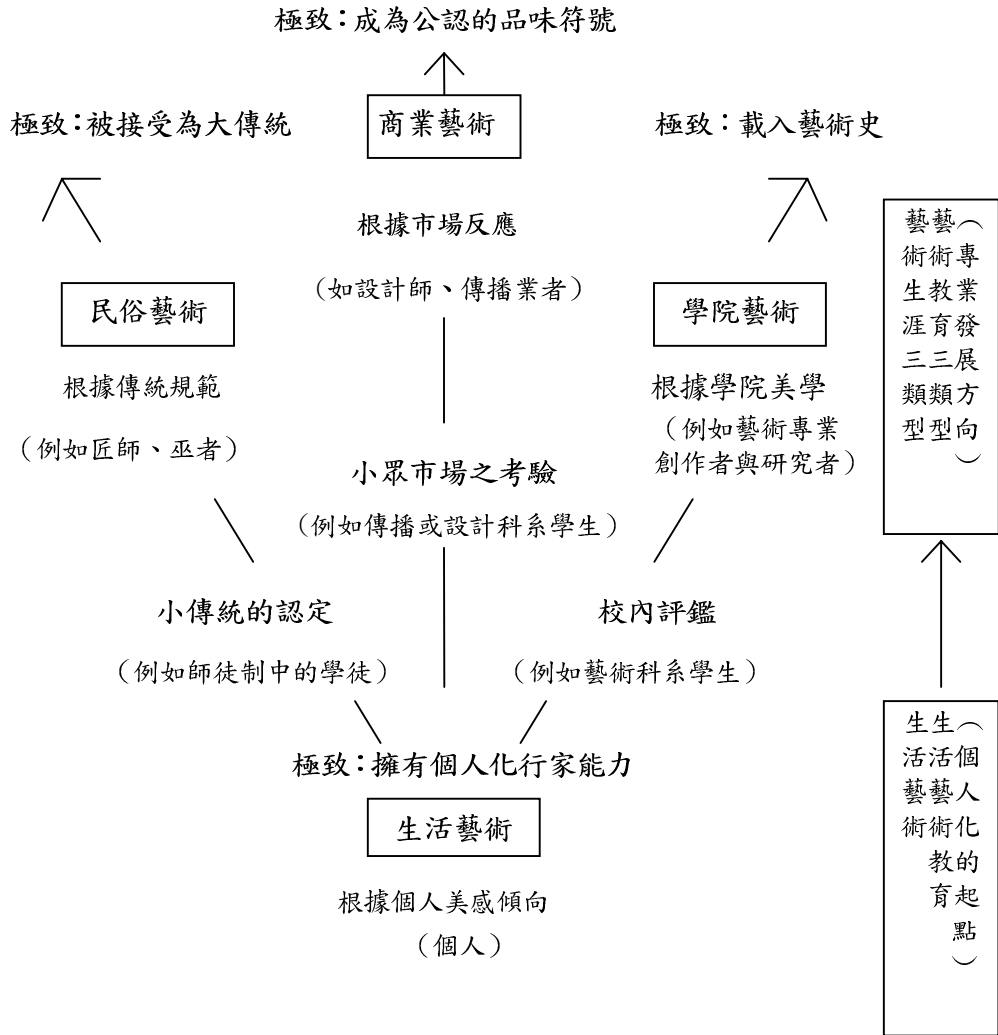 極致：成為公認的品味符號
極致：被接受為大傳統
商業藝術
極致：載入藝術史
根據市場反應
（如設計師、傳播業者）
民俗藝術
根據傳統規範
（例如匠師、巫者）
學院藝術
根據學院美學
（例如藝術專業
創作者與研究者）
小眾市場之考驗
（例如傳播或設計科系學生）
小傳統的認定
（例如師徒制中的學徒）
校內評鑑
（例如藝術科系學生）
極致：擁有個人化行家能力
生活藝術
根據個人美感傾向
（個人）
藝術生涯三類型
藝術教育三類型
（專業發展方向）
生活藝術
生活藝術教育
（個人化的起點）